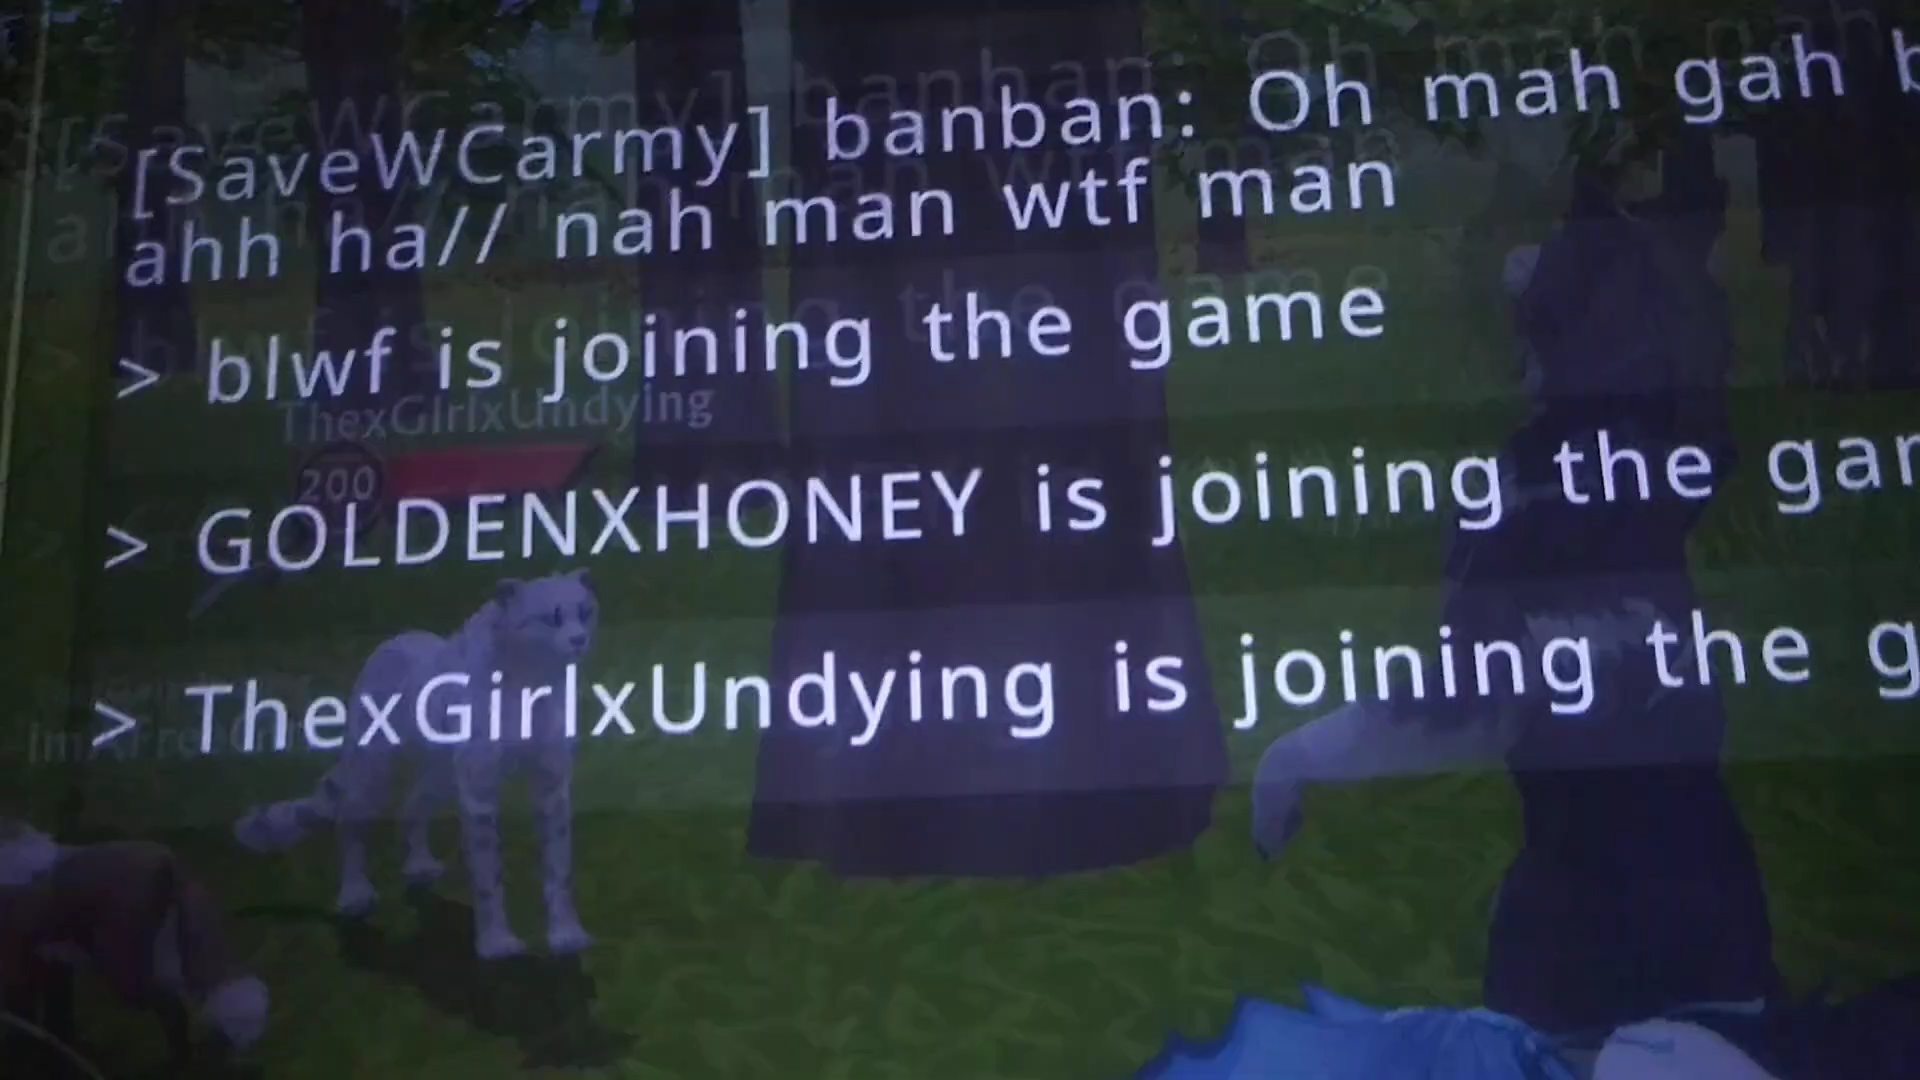 [SaveWCarmy] banban: Oh mah gah
ahh ha// nah man wtf man
> blwf is joining the game
ThexGIrlxUndying
200
> GOLDENXHONEY is joining the
> ThexGirlxUndying is joining the